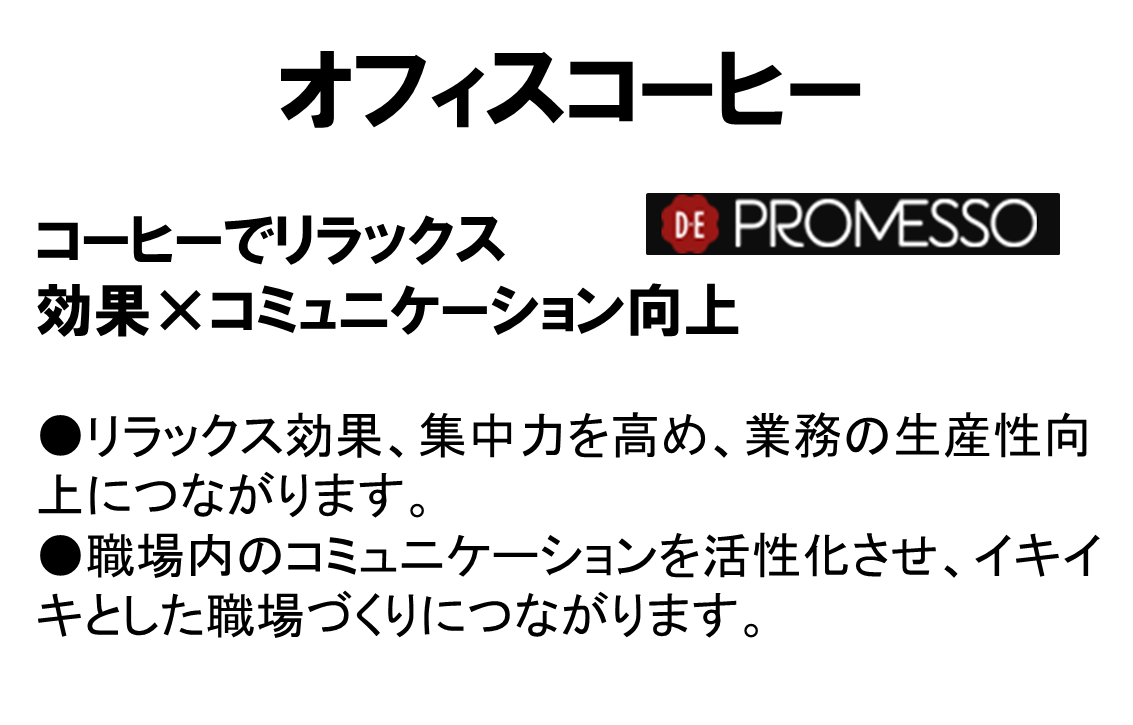 オフィスコーヒー
コーヒーでリラックス
D·E PROMESSO
効果×コミュニケーション向上
●リラックス効果、集中力を高め、業務の生産性向
上につながります。
●職場内のコミュニケーションを活性化させ、イキイ
キとした職場づくりにつながります。